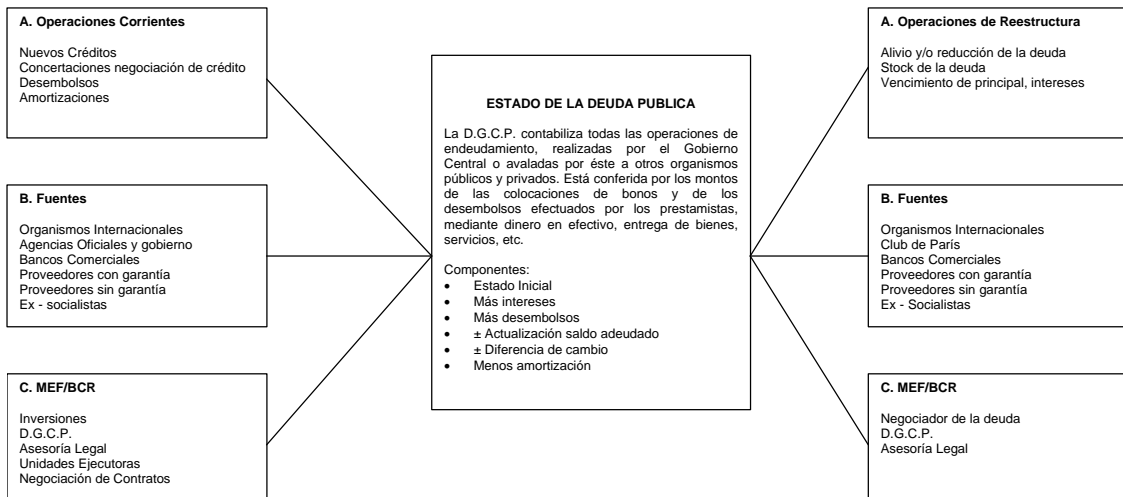 A. Operaciones Corrientes
Nuevos Créditos
Concertaciones negociación de crédito
Desembolsos
Amortizaciones
B. Fuentes
Organismos Internacionales
Agencias Oficiales y gobierno
Bancos Comerciales
Proveedores con garantía
Proveedores sin garantía
Ex - socialistas
C. MEF/BCR
Inversiones
D.G.C.P.
Asesoría Legal
Unidades Ejecutoras
Negociación de Contratos
ESTADO DE LA DEUDA PUBLICA
La D.G.C.P. contabiliza todas las operaciones de
endeudamiento, realizadas por el Gobierno
Central o avaladas por éste a otros organismos
públicos y privados. Está conferida por los montos
de las colocaciones de bonos y de los
desembolsos efectuados por los prestamistas,
mediante dinero en efectivo, entrega de bienes,
servicios, etc.
Componentes:
• Estado Inicial
• Más intereses
• Más desembolsos
• ± Actualización saldo adeudado
• ± Diferencia de cambio
• Menos amortización
A. Operaciones de Reestructura
Alivio y/o reducción de la deuda
Stock de la deuda
Vencimiento de principal, intereses
B. Fuentes
Organismos Internacionales
Club de París
Bancos Comerciales
Proveedores con garantía
Proveedores sin garantía
Ex - Socialistas
C. MEF/BCR
Negociador de la deuda
D.G.C.P.
Asesoría Legal